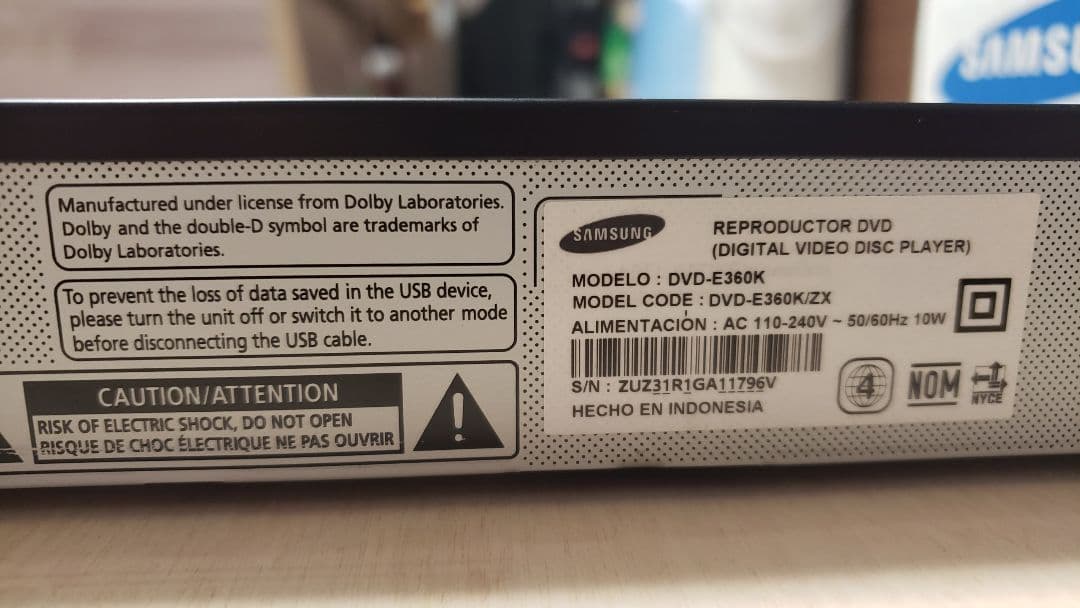 SAMSU
Manufactured under license from Dolby Laboratories.
Dolby and the double-D symbol are trademarks of
Dolby Laboratories.
To prevent the loss of data saved in the USB device,
please turn the unit off or switch it to another mode
before disconnecting the USB cable.
CAUTION/ATTENTION
RISK OF ELECTRIC SHOCK, DO NOT OPEN
RISQUE DE CHOC ÉLECTRIQUE NE PAS OUVRIR
SAMSUNG
REPRODUCTOR DVD
(DIGITAL VIDEO DISC PLAYER)
MODELO : DVD-E360K
MODEL CODE : DVD-E360K/ZX
ALIMENTACIÓN : AC 110-240V ~ 50/60Hz 10W
S/N : ZUZ31R1GA11796V
HECHO EN INDONESIA
4
NOM
NYCE